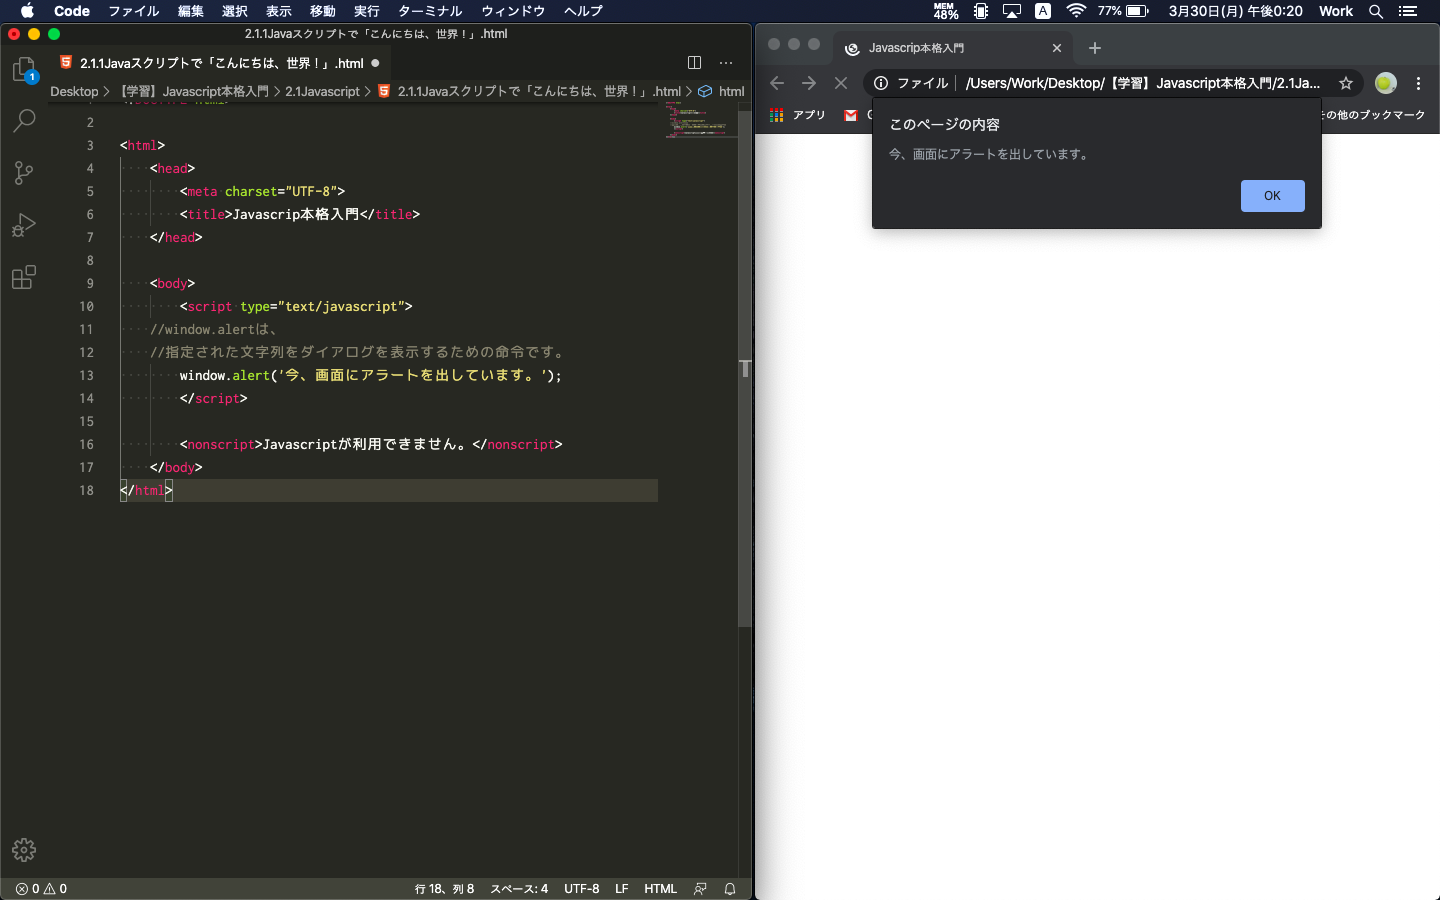 Code ファイル 編集 選択 表示 移動 実行 ターミナル ウィンドウ ヘルプ MEM 48% A 77% 3月30日(月) 午後0:20 Work
2.1.1Javaスクリプトで「こんにちは、世界！」.html
1
2.1.1Javaスクリプトで「こんにちは、世界！」.html ●
Desktop > 【学習】Javascript本格入門 > 2.1Javascript > 2.1.1Javaスクリプトで「こんにちは、世界！」.html > html
2
3 <html>
4 <head>
5 <meta charset="UTF-8">
6 <title>Javascrip本格入門</title>
7 </head>
8
9 <body>
10 <script type="text/javascript">
11 //window.alertは、
12 //指定された文字列をダイアログを表示するための命令です。
13 window.alert('今、画面にアラートを出しています。');
14 </script>
15
16 <nonscript>Javascriptが利用できません。</nonscript>
17 </body>
18 </html>
0 0 行 18、列 8 スペース: 4 UTF-8 LF HTML
Javascrip本格入門
ファイル /Users/Work/Desktop/【学習】Javascript本格入門/2.1Ja...
アプリ その他のブックマーク
このページの内容
今、画面にアラートを出しています。
OK